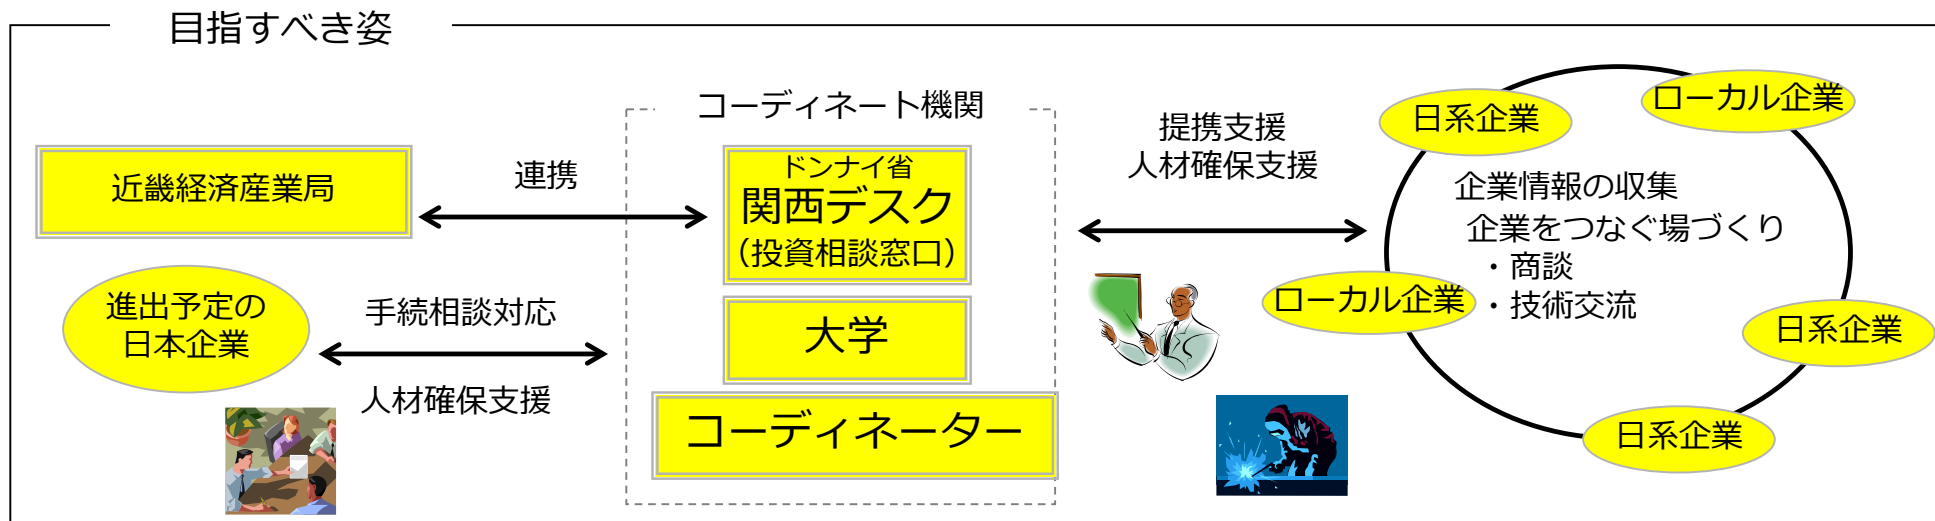 目指すべき姿
近畿経済産業局
連携
進出予定の
日本企業
手続相談対応
人材確保支援
コーディネート機関
ドンナイ省
関西デスク
（投資相談窓口）
大学
コーディネーター
提携支援
人材確保支援
日系企業
ローカル企業
企業情報の収集
企業をつなぐ場づくり
・商談
・技術交流
ローカル企業
日系企業
日系企業